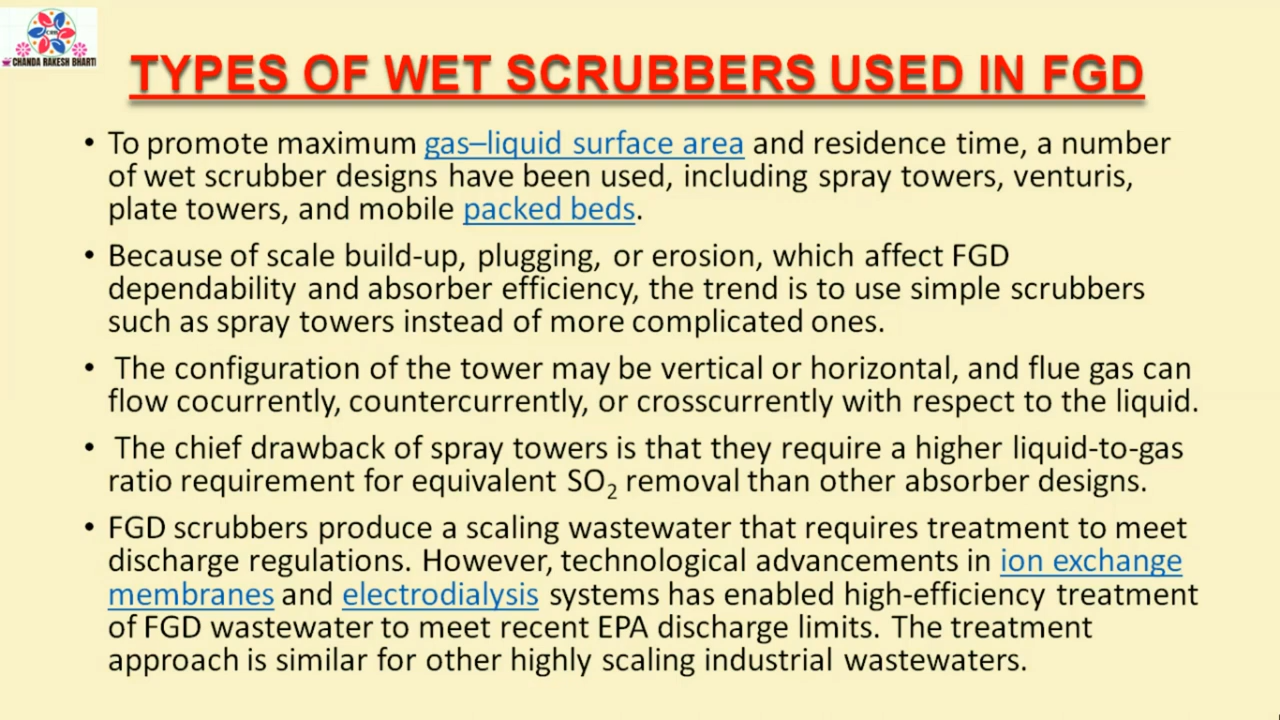 CHANDA RAKESH BHARTI
TYPES OF WET SCRUBBERS USED IN FGD
• To promote maximum gas–liquid surface area and residence time, a number
of wet scrubber designs have been used, including spray towers, venturis,
plate towers, and mobile packed beds.
• Because of scale build-up, plugging, or erosion, which affect FGD
dependability and absorber efficiency, the trend is to use simple scrubbers
such as spray towers instead of more complicated ones.
• The configuration of the tower may be vertical or horizontal, and flue gas can
flow cocurrently, countercurrently, or crosscurrently with respect to the liquid.
• The chief drawback of spray towers is that they require a higher liquid-to-gas
ratio requirement for equivalent SO₂ removal than other absorber designs.
• FGD scrubbers produce a scaling wastewater that requires treatment to meet
discharge regulations. However, technological advancements in ion exchange
membranes and electrodialysis systems has enabled high-efficiency treatment
of FGD wastewater to meet recent EPA discharge limits. The treatment
approach is similar for other highly scaling industrial wastewaters.